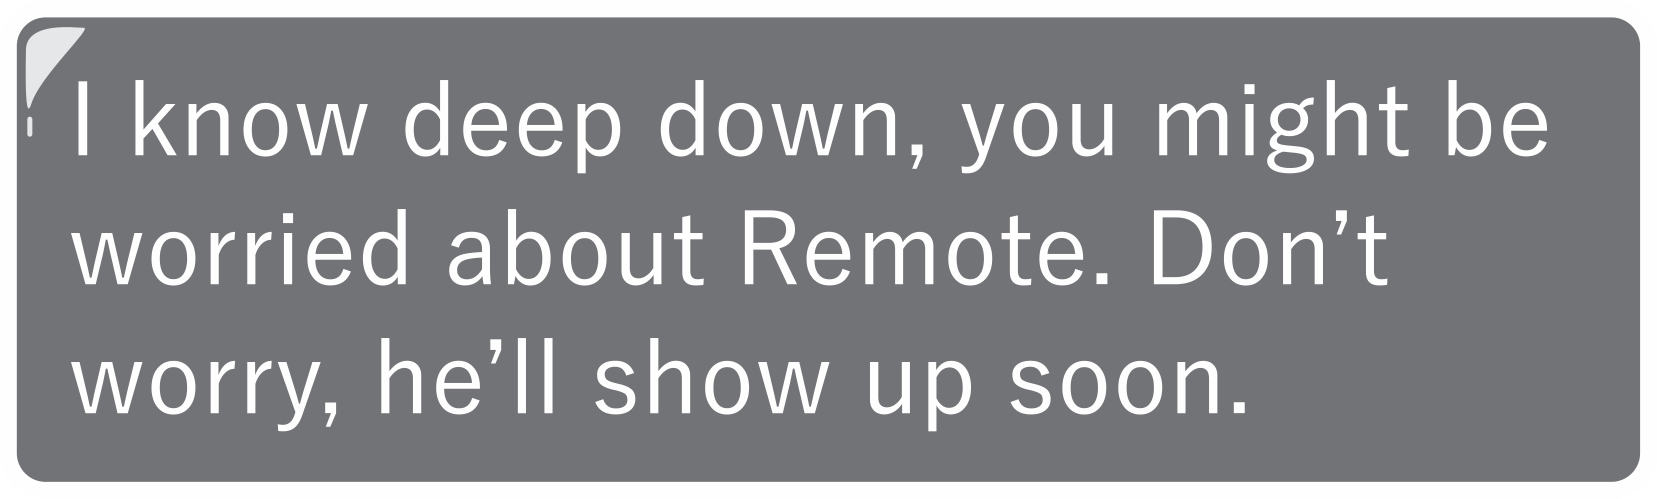 I know deep down, you might be
worried about Remote. Don’t
worry, he’ll show up soon.